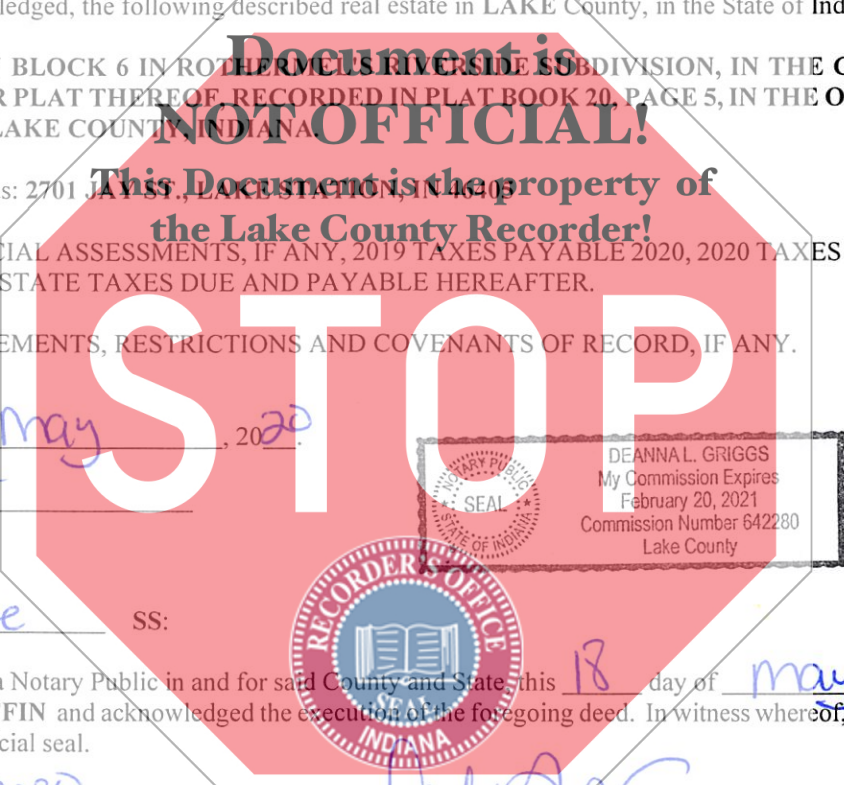 ledged, the following described real estate in LAKE County, in the State of Ind
Document is
BLOCK 6 IN ROTHERMEL'S RIVERSIDE SUBDIVISION, IN THE C
R PLAT THEREOF, RECORDED IN PLAT BOOK 20, PAGE 5, IN THE O
NOT OFFICIAL!
LAKE COUNTY, INDIANA.
This Document is the property of
s: 2701 JAY ST., LAKE STATION, IN 46405
the Lake County Recorder!
CIAL ASSESSMENTS, IF ANY, 2019 TAXES PAYABLE 2020, 2020 TAXES
STATE TAXES DUE AND PAYABLE HEREAFTER.
EMENTS, RESTRICTIONS AND COVENANTS OF RECORD, IF ANY.
STOP
May, 2020.
NOTARY PUBLIC
SEAL
STATE OF INDIANA
DEANNA L. GRIGGS
My Commission Expires
February 20, 2021
Commission Number 642280
Lake County
e SS:
RECORDER'S OFFICE
SEAL
INDIANA
a Notary Public in and for said County and State, this 18 day of May
FIN and acknowledged the execution of the foregoing deed. In witness whereof,
cial seal.